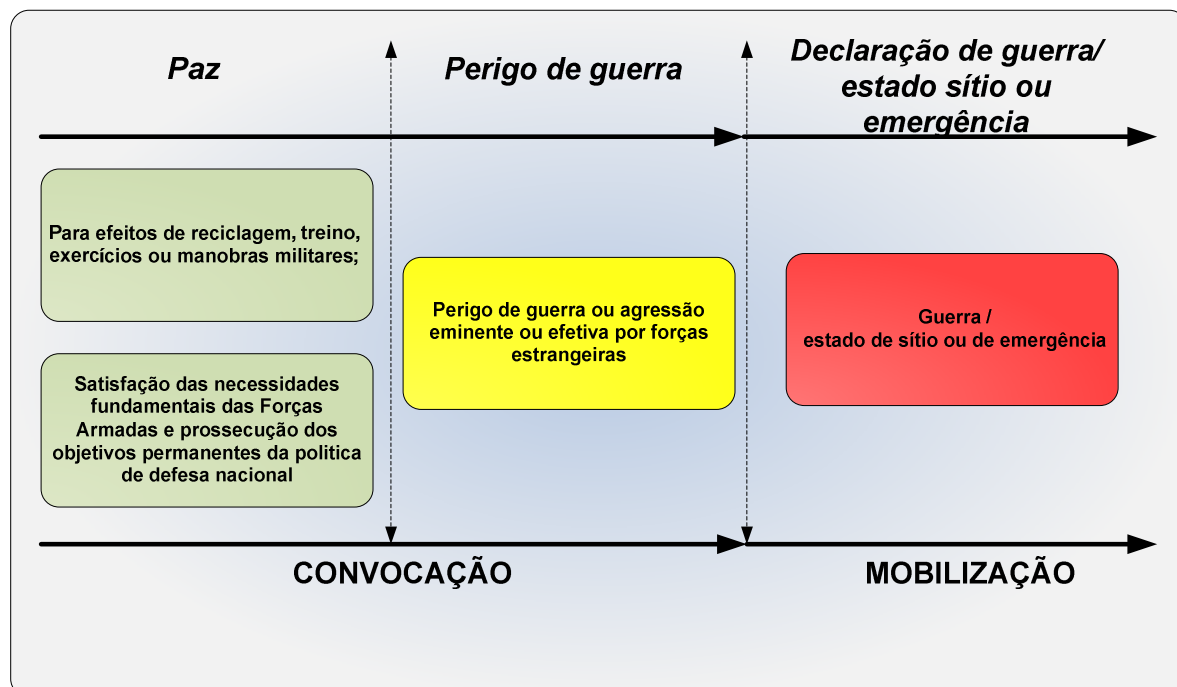 Paz
Perigo de guerra
Declaração de guerra/
estado sítio ou
emergência
Para efeitos de reciclagem, treino,
exercícios ou manobras militares;
Satisfação das necessidades
fundamentais das Forças
Armadas e prossecução dos
objetivos permanentes da politica
de defesa nacional
Perigo de guerra ou agressão
eminente ou efetiva por forças
estrangeiras
Guerra /
estado de sítio ou de emergência
CONVOCAÇÃO
MOBILIZAÇÃO